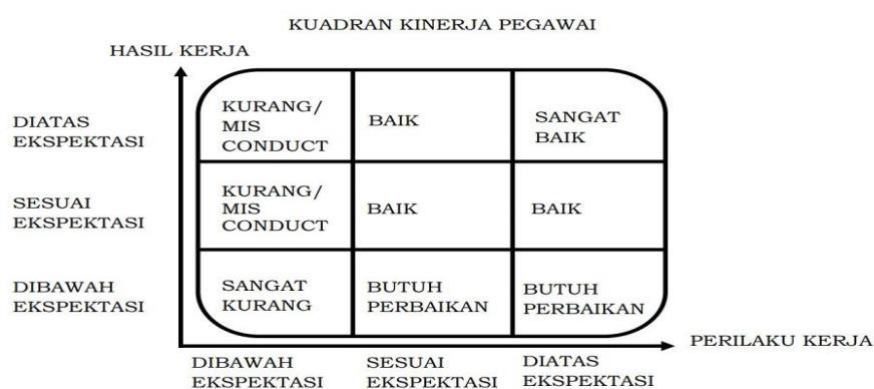 KUADRAN KINERJA PEGAWAI
HASIL KERJA
DIATAS
EKSPEKTASI
KURANG/
MIS
CONDUCT
BAIK
SANGAT
BAIK
SESUAI
EKSPEKTASI
KURANG/
MIS
CONDUCT
BAIK
BAIK
DIBAWAH
EKSPEKTASI
SANGAT
KURANG
BUTUH
PERBAIKAN
BUTUH
PERBAIKAN
PERILAKU KERJA
DIBAWAH
EKSPEKTASI
SESUAI
EKSPEKTASI
DIATAS
EKSPEKTASI